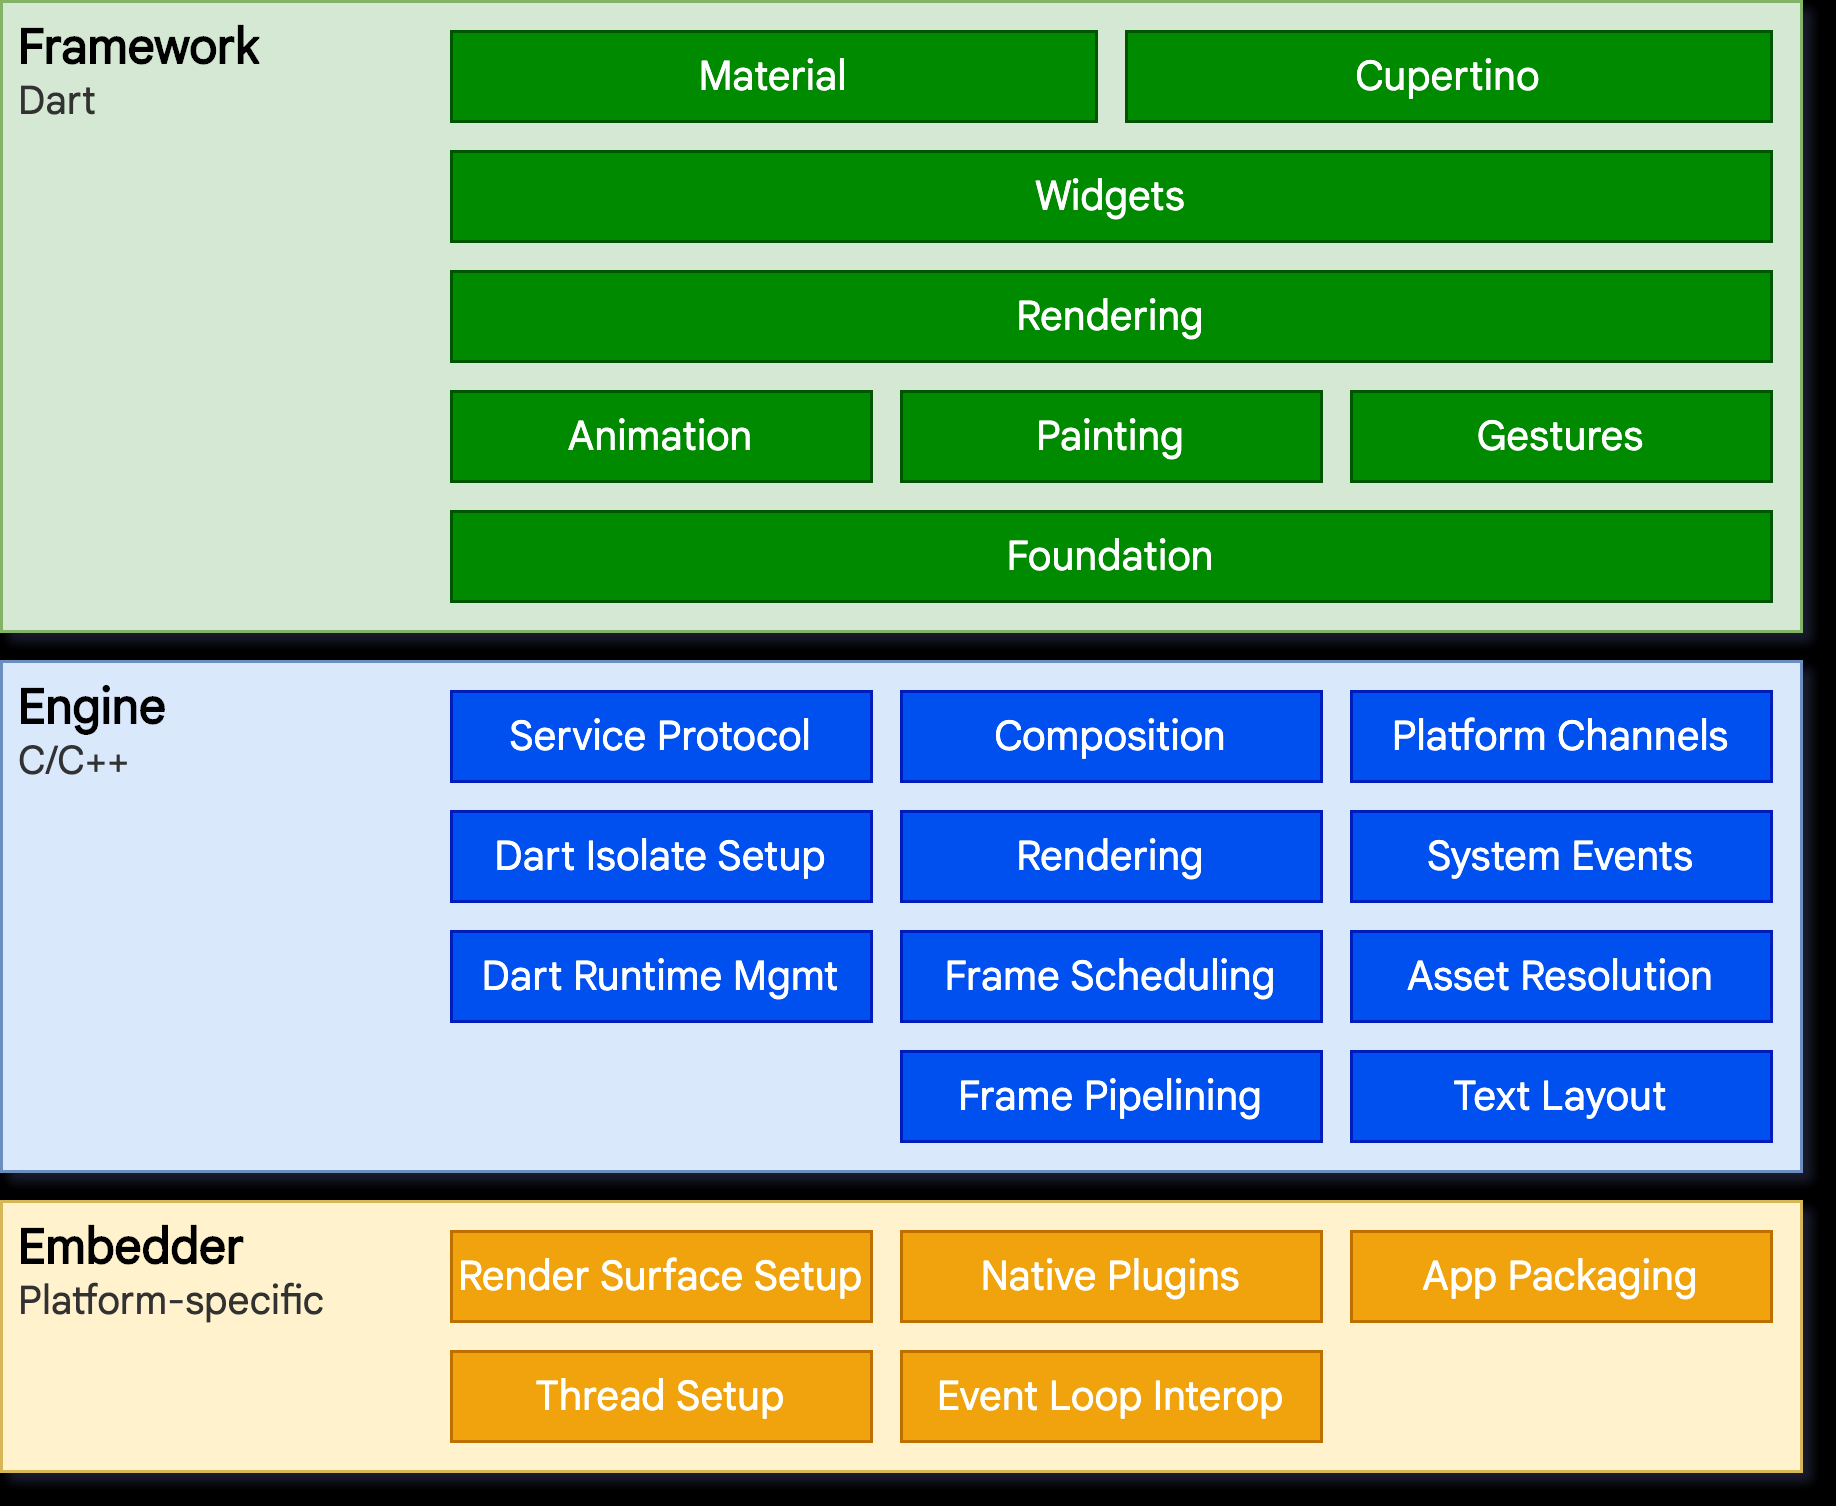 Framework
Dart
Material
Cupertino
Widgets
Rendering
Animation
Painting
Gestures
Foundation
Engine
C/C++
Service Protocol
Composition
Platform Channels
Dart Isolate Setup
Rendering
System Events
Dart Runtime Mgmt
Frame Scheduling
Asset Resolution
Frame Pipelining
Text Layout
Embedder
Platform-specific
Render Surface Setup
Native Plugins
App Packaging
Thread Setup
Event Loop Interop